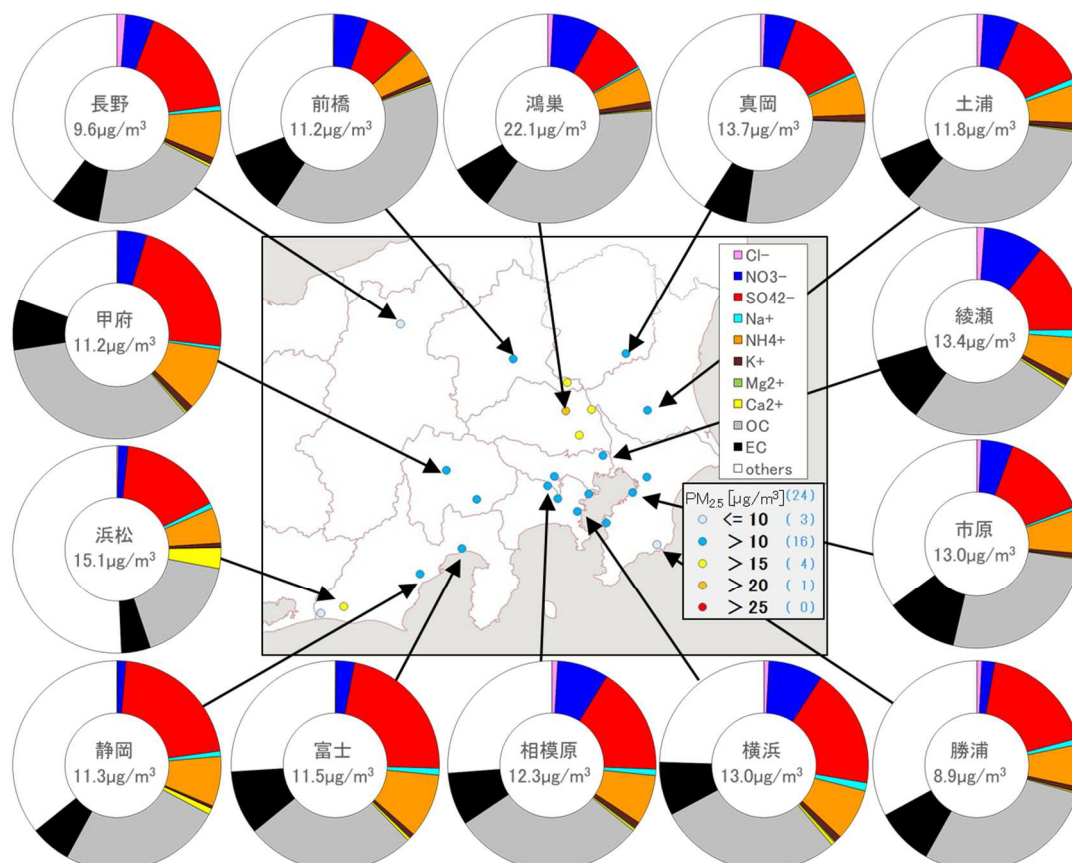 長野
9.6μg/m³
前橋
11.2μg/m³
鴻巣
22.1μg/m³
真岡
13.7μg/m³
土浦
11.8μg/m³
甲府
11.2μg/m³
綾瀬
13.4μg/m³
Cl-
NO3-
SO42-
Na+
NH4+
K+
Mg2+
Ca2+
OC
EC
others
PM2.5 [μg/m³] (24)
<= 10 ( 3)
> 10 (16)
> 15 ( 4)
> 20 ( 1)
> 25 ( 0)
浜松
15.1μg/m³
市原
13.0μg/m³
静岡
11.3μg/m³
富士
11.5μg/m³
相模原
12.3μg/m³
横浜
13.0μg/m³
勝浦
8.9μg/m³